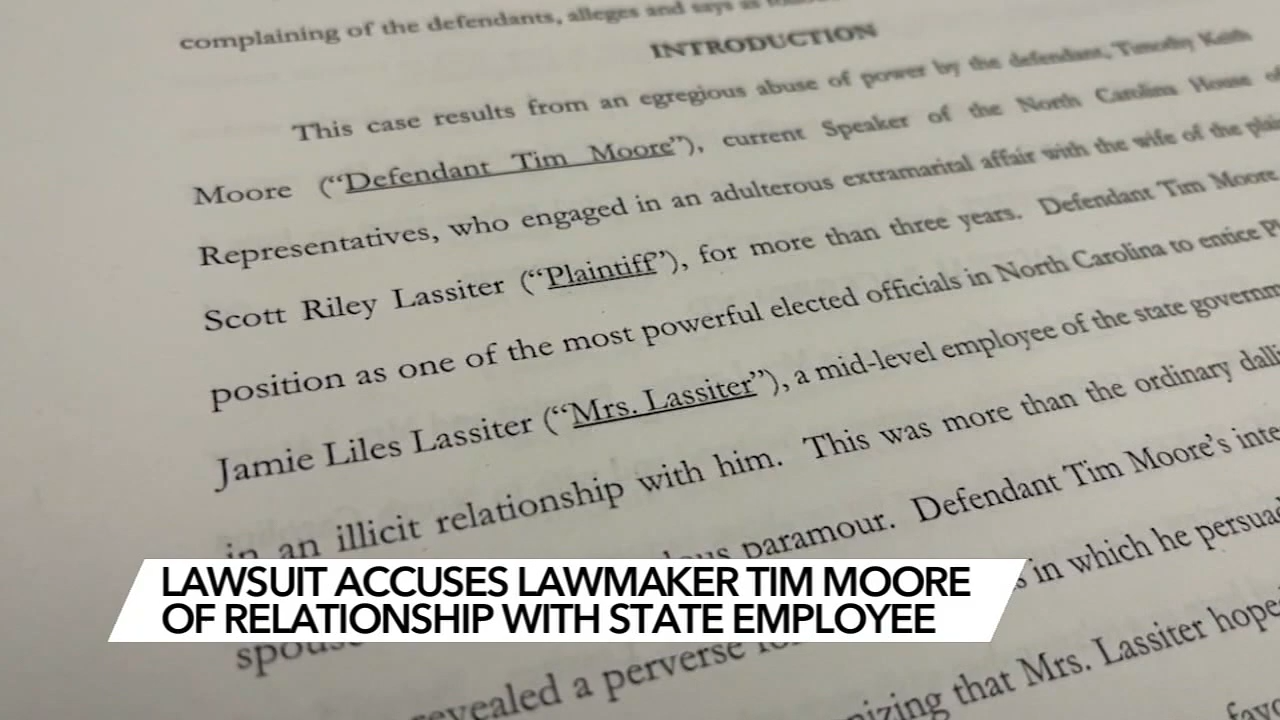 complaining of the defendants, alleges and says as
INTRODUCTION
This case results from an egregious abuse of power by the defendant, Timothy Keith
Moore ("Defendant Tim Moore"), current Speaker of the North Carolina House of
Representatives, who engaged in an adulterous extramarital affair with the wife of the
Scott Riley Lassiter ("Plaintiff"), for more than three years. Defendant Tim Moore
position as one of the most powerful elected officials in North Carolina to entice
Jamie Liles Lassiter ("Mrs. Lassiter"), a mid-level employee of the state
in an illicit relationship with him. This was more than the ordinary
paramour. Defendant Tim Moore's
in which he
LAWSUIT ACCUSES LAWMAKER TIM MOORE
OF RELATIONSHIP WITH STATE EMPLOYEE
a perverse
that Mrs. Lassiter